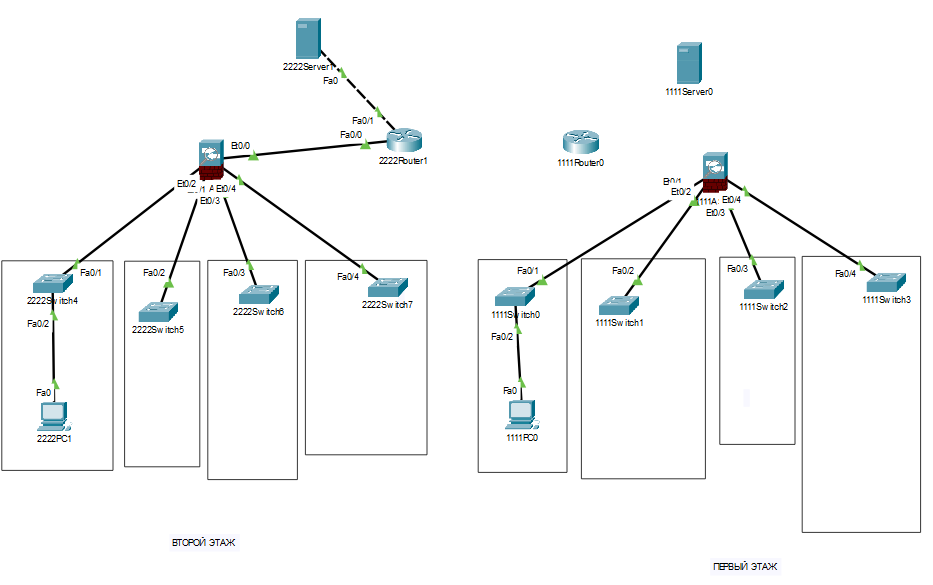 2222Server1
Fa0
Fa0/1
Fa0/0
2222Router1
Et0/0
Et0/2
Et0/4
Et0/3
Fa0/1
2222Switch4
Fa0/2
Fa0
2222PC1
Fa0/2
2222Switch5
Fa0/3
2222Switch6
Fa0/4
2222Switch7
ВТОРОЙ ЭТАЖ
1111Server0
1111Router0
Et0/1
Et0/2
Et0/4
Et0/3
Fa0/1
1111Switch0
Fa0/2
Fa0
1111PC0
Fa0/2
1111Switch1
Fa0/3
1111Switch2
Fa0/4
1111Switch3
ПЕРВЫЙ ЭТАЖ